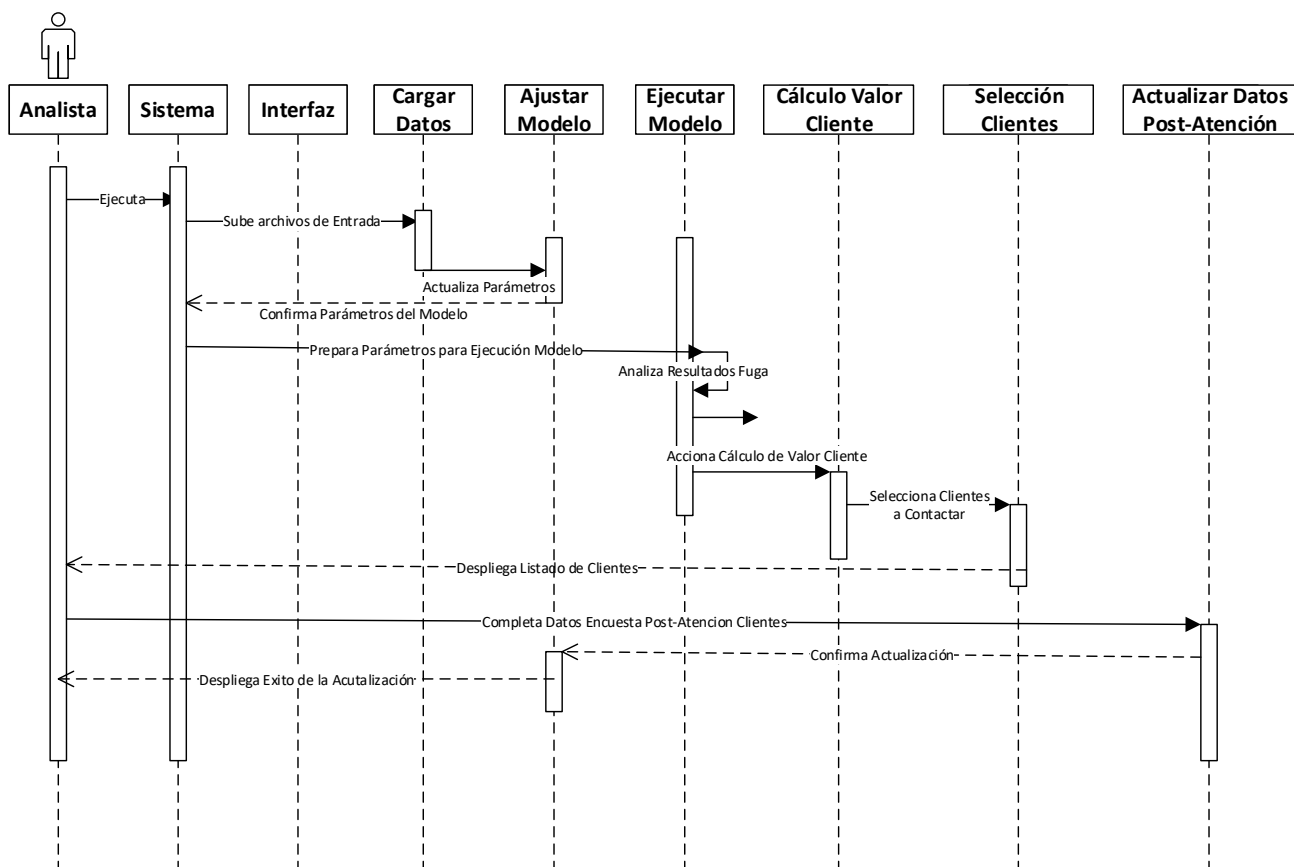 Analista
Sistema
Interfaz
Cargar
Datos
Ajustar
Modelo
Ejecutar
Modelo
Cálculo Valor
Cliente
Selección
Clientes
Actualizar Datos
Post-Atención
Ejecuta
Sube archivos de Entrada
Actualiza Parámetros
Confirma Parámetros del Modelo
Prepara Parámetros para Ejecución Modelo
Analiza Resultados Fuga
Acciona Cálculo de Valor Cliente
Selecciona Clientes
a Contactar
Despliega Listado de Clientes
Completa Datos Encuesta Post-Atencion Clientes
Confirma Actualización
Despliega Exito de la Acutalización